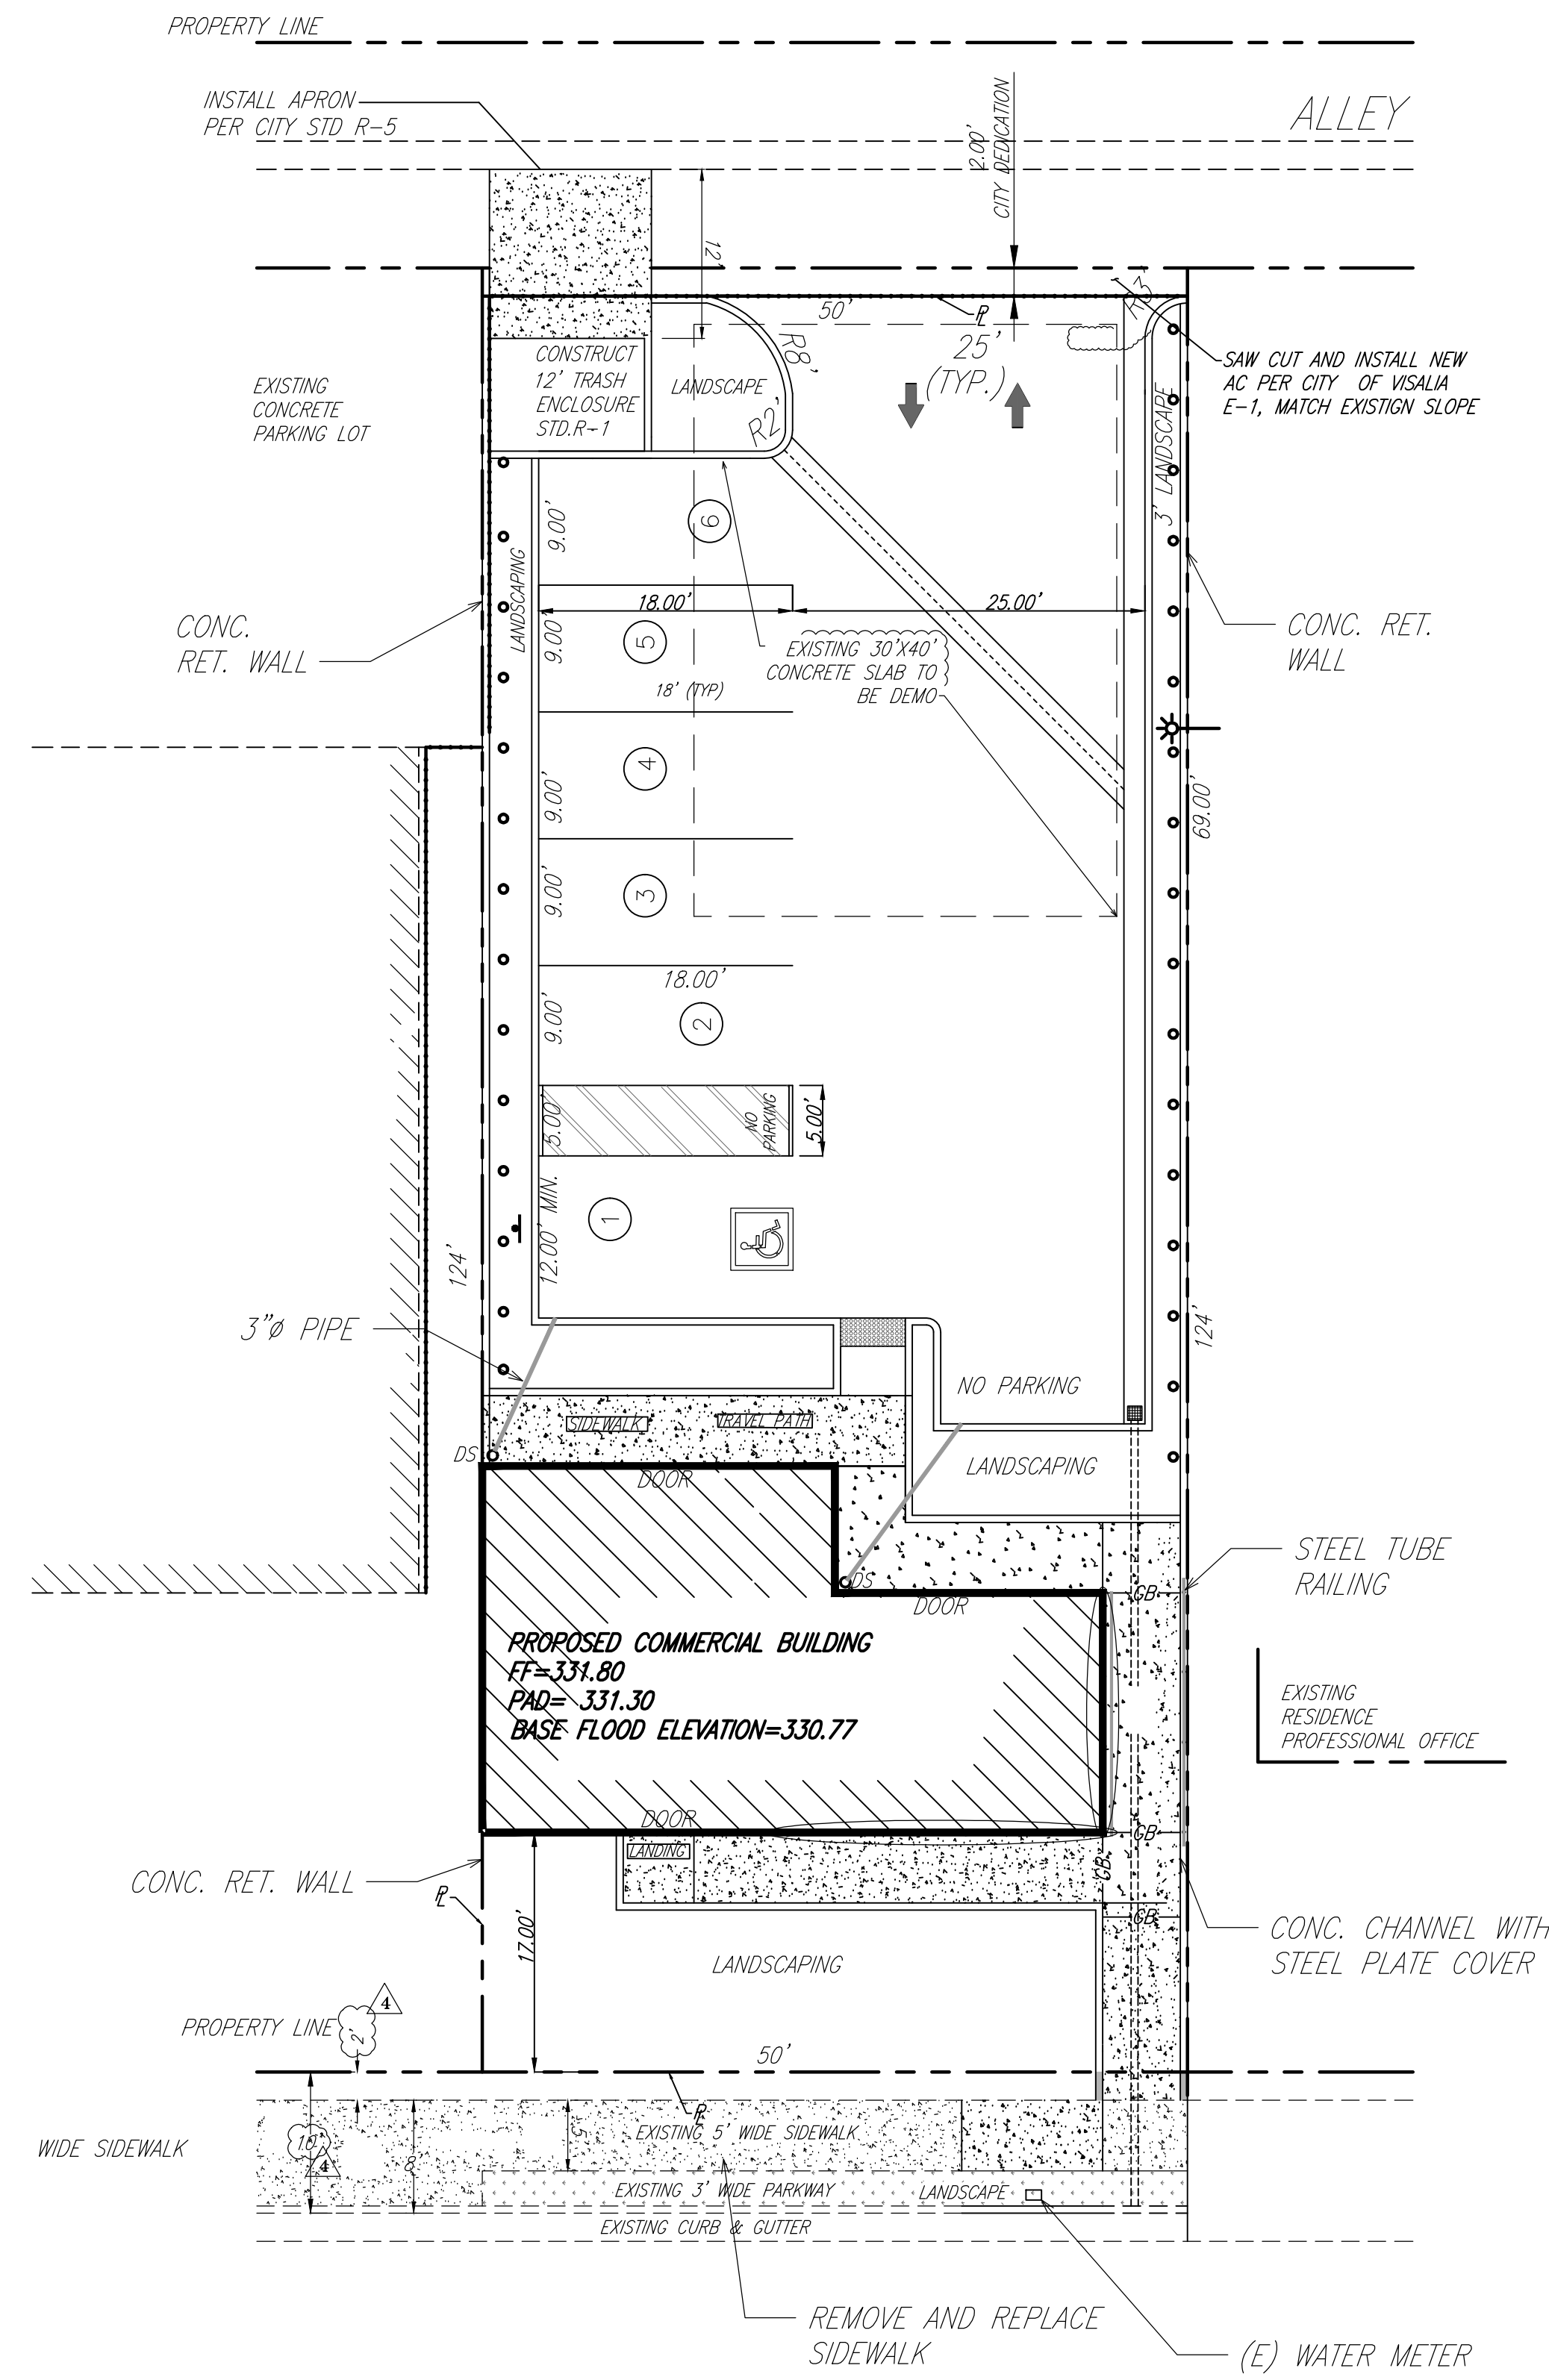 PROPERTY LINE
INSTALL APRON
PER CITY STD R-5
ALLEY
2.00'
CITY DEDICATION
12'
50'
R3'
R8'
25'
(TYP.)
CONSTRUCT
12' TRASH
ENCLOSURE
STD.R-1
LANDSCAPE
R2'
EXISTING
CONCRETE
PARKING LOT
SAW CUT AND INSTALL NEW
AC PER CITY OF VISALIA
E-1, MATCH EXISTIGN SLOPE
3' LANDSCAPE
9.00'
6
LANDSCAPING
18.00'
25.00'
CONC.
RET. WALL
CONC. RET.
WALL
9.00'
5
EXISTING 30'X40'
CONCRETE SLAB TO
BE DEMO
18' (TYP)
9.00'
4
69.00'
9.00'
3
18.00'
9.00'
2
5.00'
NO
PARKING
5.00'
12.00' MIN.
1
124'
124'
3"ø PIPE
NO PARKING
SIDEWALK
TRAVEL PATH
DS
DOOR
LANDSCAPING
STEEL TUBE
RAILING
DS
DOOR
GB
PROPOSED COMMERCIAL BUILDING
FF=331.80
PAD= 331.30
BASE FLOOD ELEVATION=330.77
EXISTING
RESIDENCE
PROFESSIONAL OFFICE
DOOR
GB
LANDING
GB
CONC. RET. WALL
PL
GB
17.00'
CONC. CHANNEL WITH
STEEL PLATE COVER
LANDSCAPING
4
PROPERTY LINE
2'
50'
PL
WIDE SIDEWALK
10'
4
8'
5'
EXISTING 5' WIDE SIDEWALK
EXISTING 3' WIDE PARKWAY
LANDSCAPE
EXISTING CURB & GUTTER
REMOVE AND REPLACE
SIDEWALK
(E) WATER METER